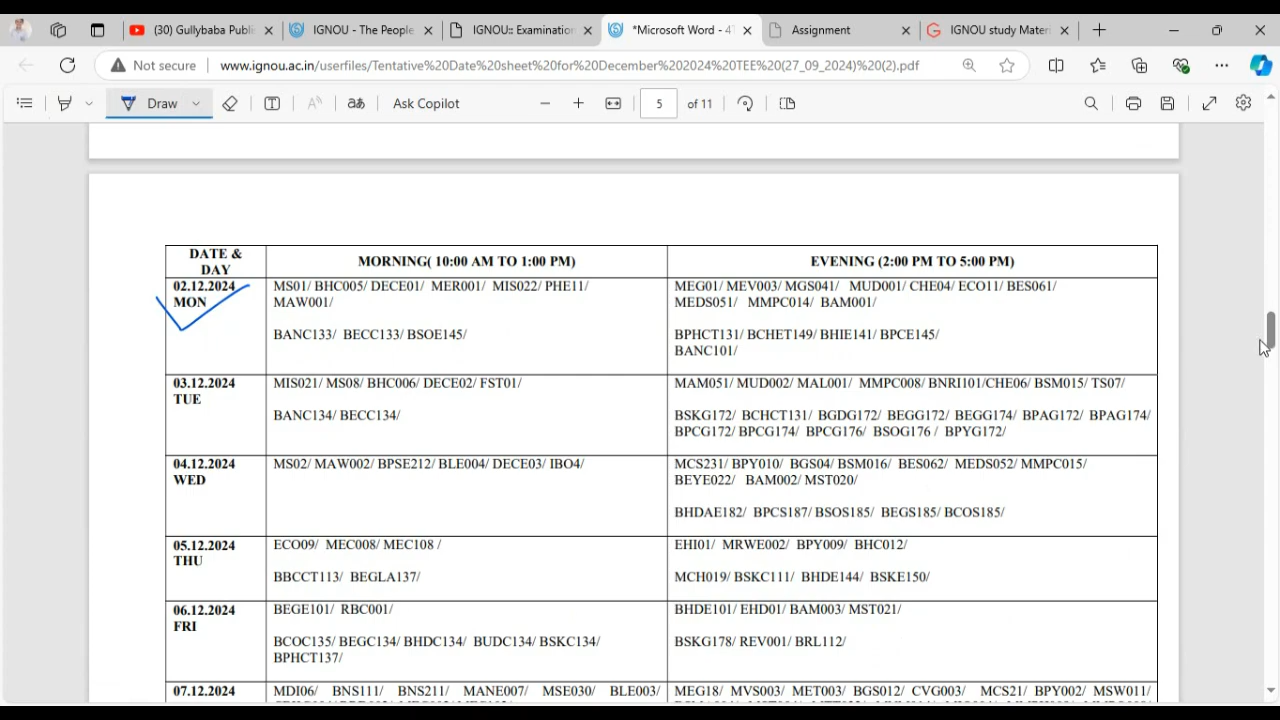 (30) Gullybaba Publi
IGNOU - The People
IGNOU:: Examination
*Microsoft Word - 4T
Assignment
IGNOU study Materi
Not secure
www.ignou.ac.in/userfiles/Tentative%20Date%20sheet%20for%20December%202024%20TEE%20(27_09_2024)%20(2).pdf
Draw
Ask Copilot
5 of 11
DATE & DAY
MORNING( 10:00 AM TO 1:00 PM)
EVENING (2:00 PM TO 5:00 PM)
02.12.2024
MON
MS01/ BHC005/ DECE01/ MER001/ MIS022/ PHE11/
MAW001/
BANC133/ BECC133/ BSOE145/
MEG01/ MEV003/ MGS041/ MUD001/ CHE04/ ECO11/ BES061/
MEDS051/ MMPC014/ BAM001/
BPHCT131/ BCHET149/ BHIE141/ BPCE145/
BANC101/
03.12.2024
TUE
MIS021/ MS08/ BHC006/ DECE02/ FST01/
BANC134/ BECC134/
MAM051/ MUD002/ MAL001/ MMPC008/ BNRI101/CHE06/ BSM015/ TS07/
BSKG172/ BCHCT131/ BGDG172/ BEGG172/ BEGG174/ BPAG172/ BPAG174/
BPCG172/ BPCG174/ BPCG176/ BSOG176 / BPYG172/
04.12.2024
WED
MS02/ MAW002/ BPSE212/ BLE004/ DECE03/ IBO4/
MCS231/ BPY010/ BGS04/ BSM016/ BES062/ MEDS052/ MMPC015/
BEYE022/ BAM002/ MST020/
BHDAE182/ BPCS187/ BSOS185/ BEGS185/ BCOS185/
05.12.2024
THU
ECO09/ MEC008/ MEC108 /
BBCCT113/ BEGLA137/
EHI01/ MRWE002/ BPY009/ BHC012/
MCH019/ BSKC111/ BHDE144/ BSKE150/
06.12.2024
FRI
BEGE101/ RBC001/
BCOC135/ BEGC134/ BHDC134/ BUDC134/ BSKC134/
BPHCT137/
BHDE101/ EHD01/ BAM003/ MST021/
BSKG178/ REV001/ BRL112/
07.12.2024
MDI06/ BNS111/ BNS211/ MANE007/ MSE030/ BLE003/
MEG18/ MVS003/ MET003/ BGS012/ CVG003/ MCS21/ BPY002/ MSW011/